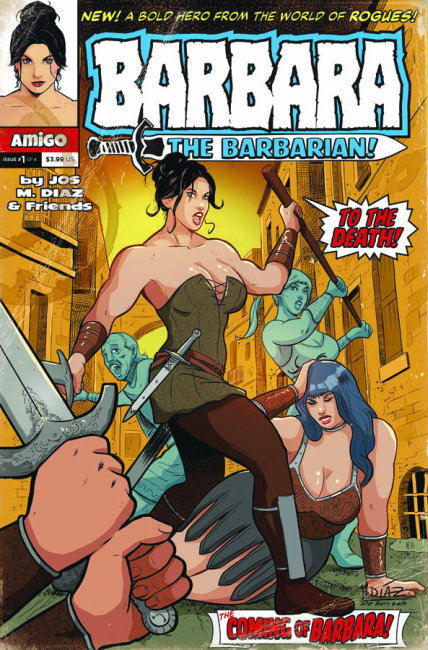 NEW! A BOLD HERO FROM THE WORLD OF ROGUES!
BARBARA
THE BARBARIAN!
AMiGO
ISSUE #1 OF 4
$3.99 US
by JOS
M. DIAZ
& FRiENDS
TO THE
DEATH!
DIAZ
THE COMING OF BARBARA!